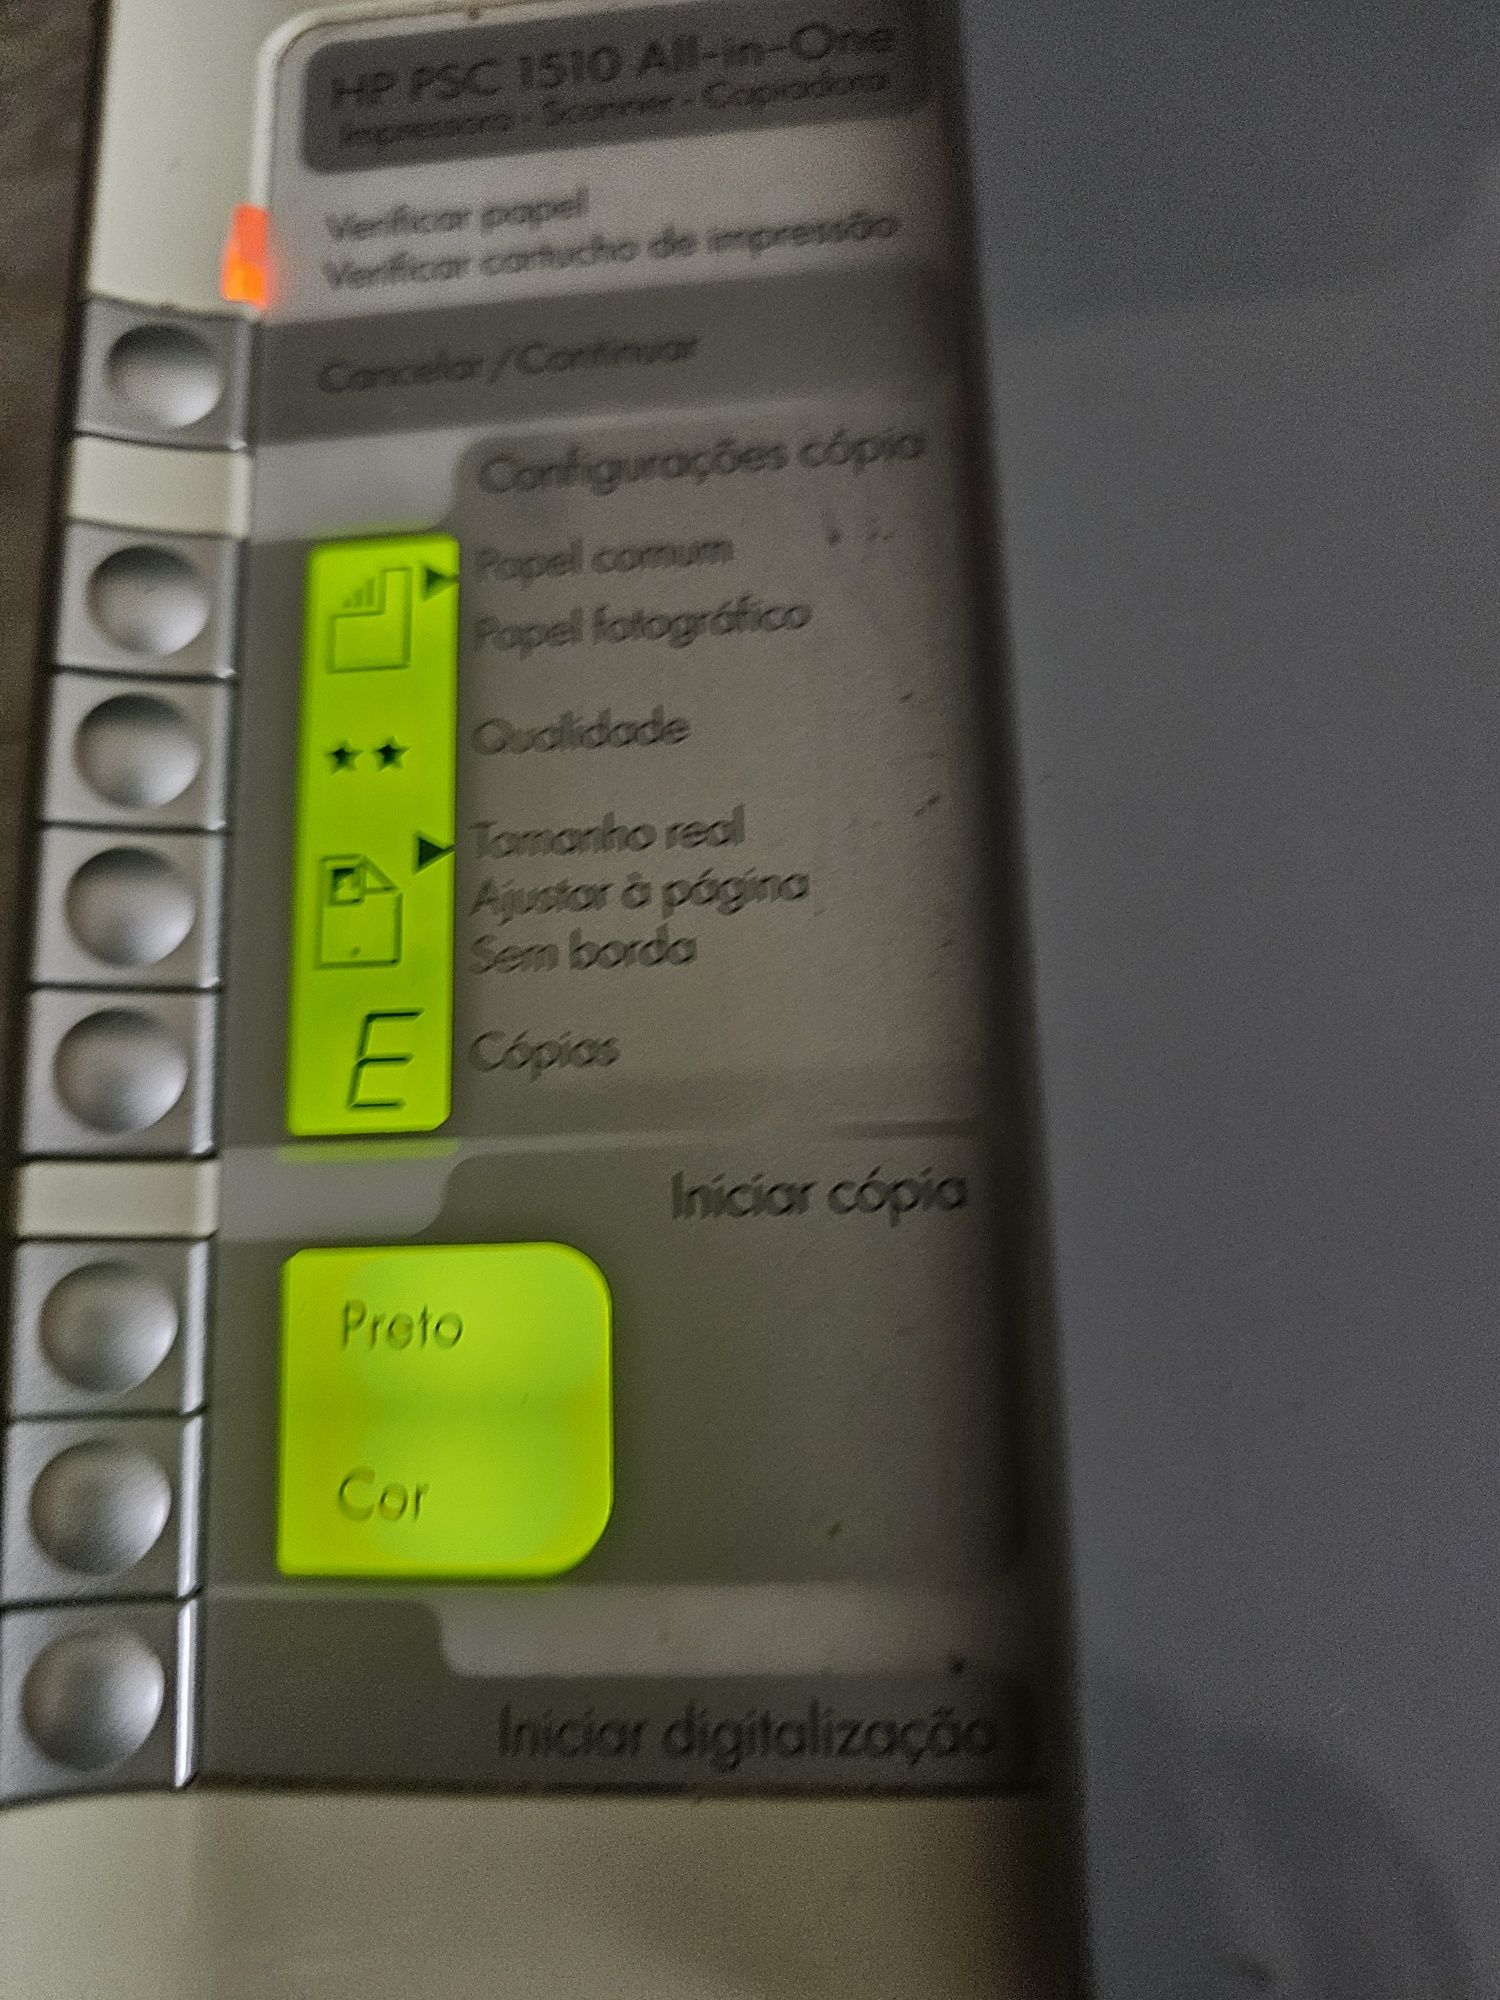 HP PSC 1510 All-in-One
Impressora - Scanner - Copiadora
Verificar papel
Verificar cartucho de impressão
Cancelar/Continuar
Configurações cópia
Papel comum
Papel fotográfico
Qualidade
Tamanho real
Ajustar à página
Sem borda
E
Cópias
Iniciar cópia
Preto
Cor
Iniciar digitalização